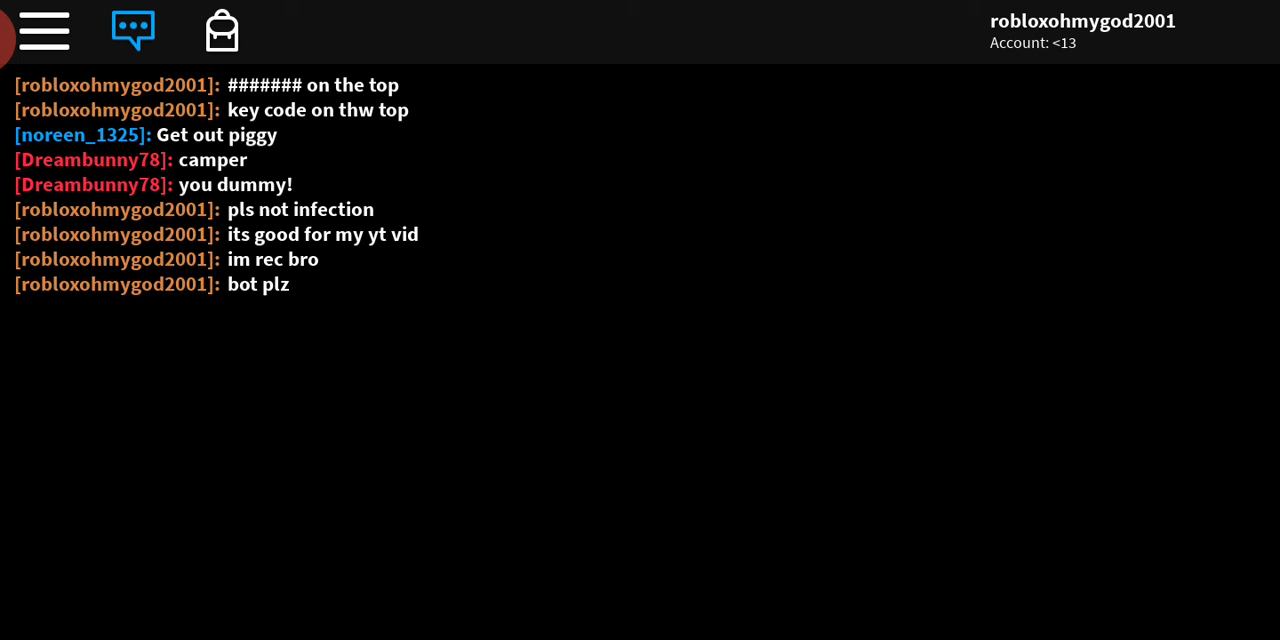 robloxohmygod2001
Account: <13
[robloxohmygod2001]: ####### on the top
[robloxohmygod2001]: key code on thw top
[noreen_1325]: Get out piggy
[Dreambunny78]: camper
[Dreambunny78]: you dummy!
[robloxohmygod2001]: pls not infection
[robloxohmygod2001]: its good for my yt vid
[robloxohmygod2001]: im rec bro
[robloxohmygod2001]: bot plz